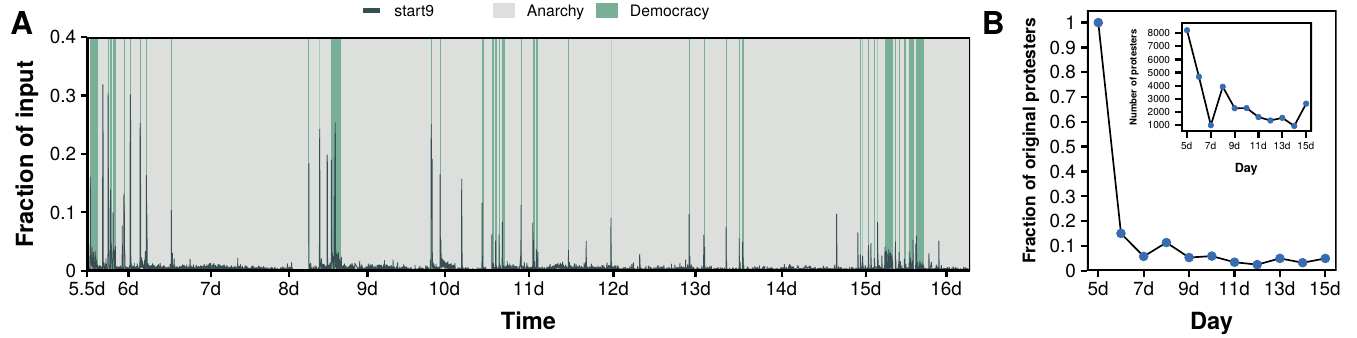 A
start9 Anarchy Democracy
Fraction of input
0.4
0.3
0.2
0.1
0
5.5d 6d 7d 8d 9d 10d 11d 12d 13d 14d 15d 16d
Time
B
Fraction of original protesters
1
0.9
0.8
0.7
0.6
0.5
0.4
0.3
0.2
0.1
0
5d 7d 9d 11d 13d 15d
Day
Number of protesters
8000
7000
6000
5000
4000
3000
2000
1000
5d 7d 9d 11d 13d 15d
Day